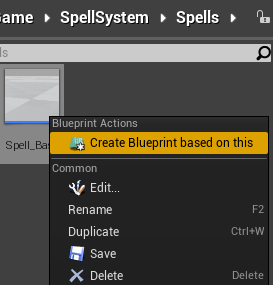 ame ▸ SpellSystem ▸ Spells ▸
ls
Spell_Ba
Blueprint Actions
Create Blueprint based on this
Common
Edit...
Rename F2
Duplicate Ctrl+W
Save
Delete Delete